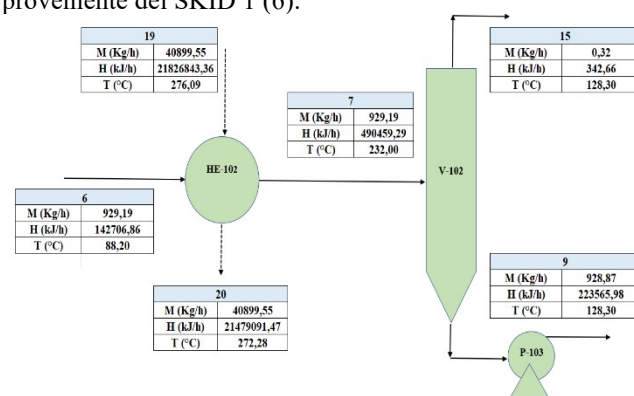 proveniente del SKID 1 (6).
19
M (Kg/h) 40899,55
H (kJ/h) 21826843,36
T (°C) 276,09
15
M (Kg/h) 0,32
H (kJ/h) 342,66
T (°C) 128,30
7
M (Kg/h) 929,19
H (kJ/h) 490459,29
T (°C) 232,00
HE-102
V-102
6
M (Kg/h) 929,19
H (kJ/h) 142706,86
T (°C) 88,20
9
M (Kg/h) 928,87
H (kJ/h) 223565,98
T (°C) 128,30
20
M (Kg/h) 40899,55
H (kJ/h) 21479091,47
T (°C) 272,28
P-103